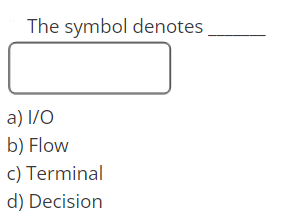 The symbol denotes _______
a) I/O
b) Flow
c) Terminal
d) Decision